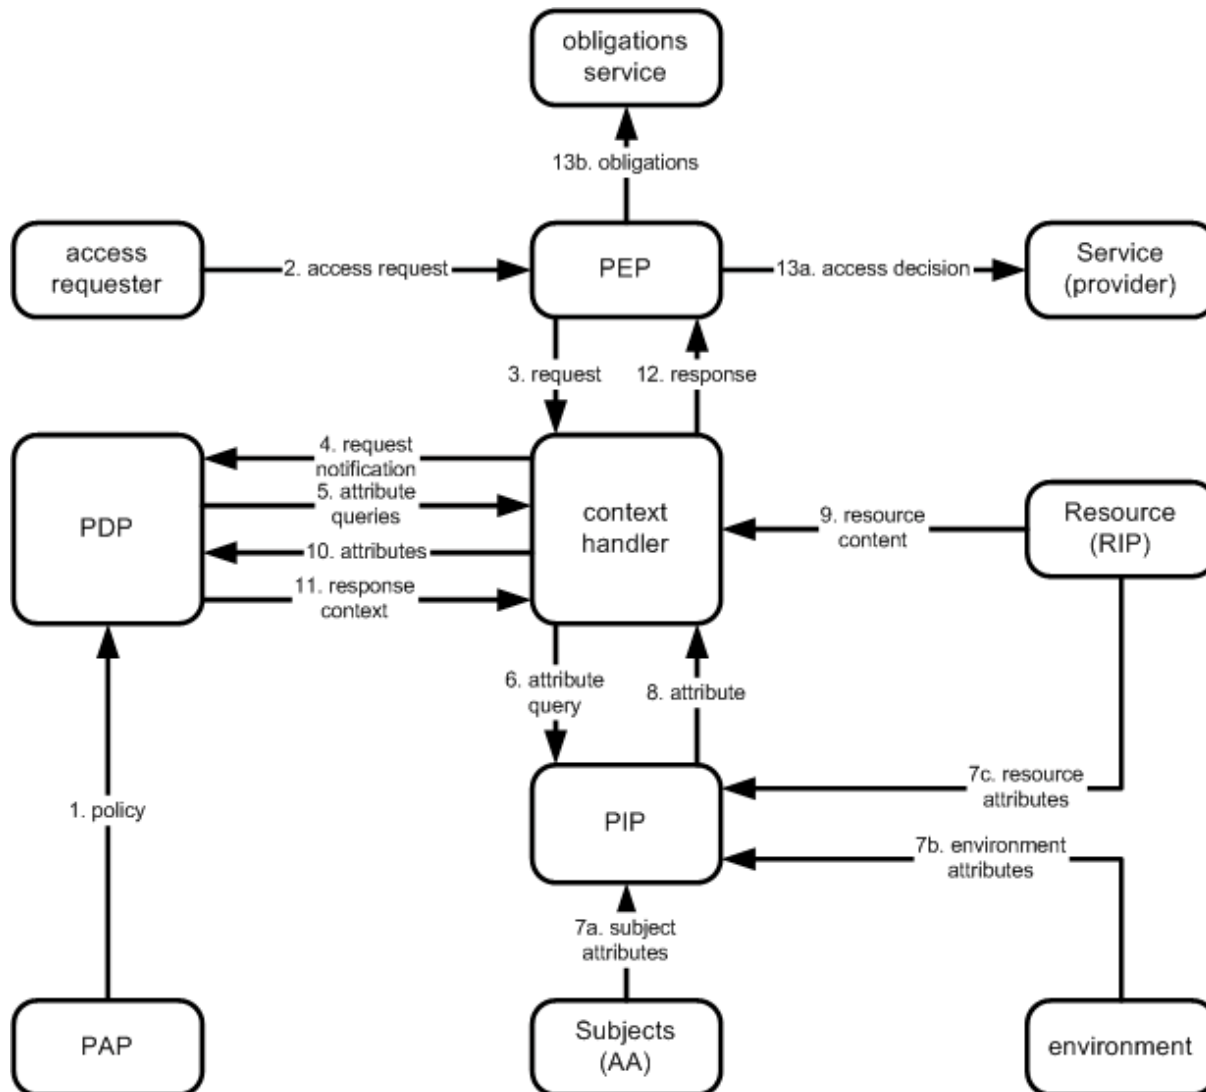 obligations
service
13b. obligations
access
requester
2. access request
PEP
13a. access decision
Service
(provider)
3. request
12. response
PDP
4. request
notification
5. attribute
queries
10. attributes
11. response
context
context
handler
9. resource
content
Resource
(RIP)
6. attribute
query
8. attribute
1. policy
PIP
7c. resource
attributes
7b. environment
attributes
7a. subject
attributes
PAP
Subjects
(AA)
environment